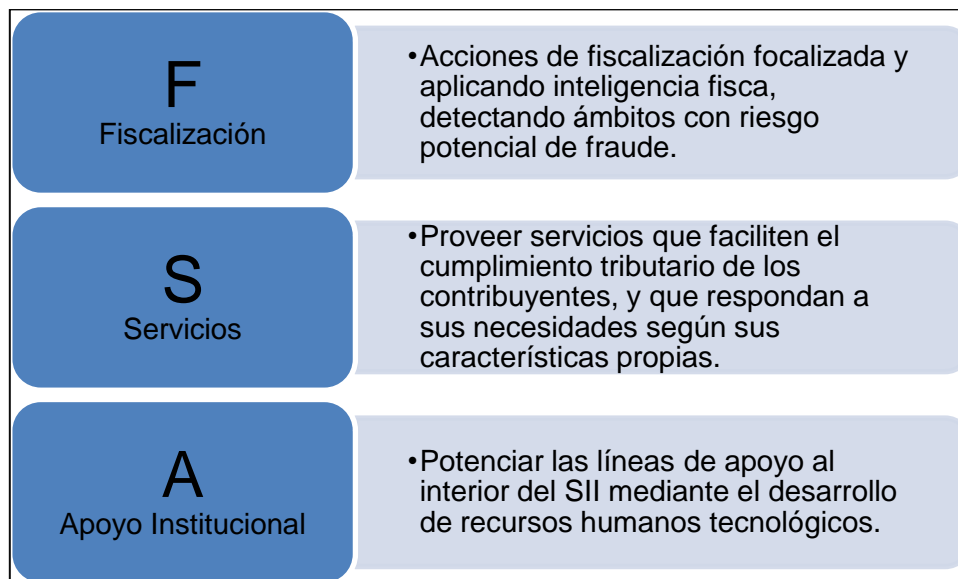 F
Fiscalización
•Acciones de fiscalización focalizada y
aplicando inteligencia fisca,
detectando ámbitos con riesgo
potencial de fraude.
S
Servicios
•Proveer servicios que faciliten el
cumplimiento tributario de los
contribuyentes, y que respondan a
sus necesidades según sus
características propias.
A
Apoyo Institucional
•Potenciar las líneas de apoyo al
interior del SII mediante el desarrollo
de recursos humanos tecnológicos.